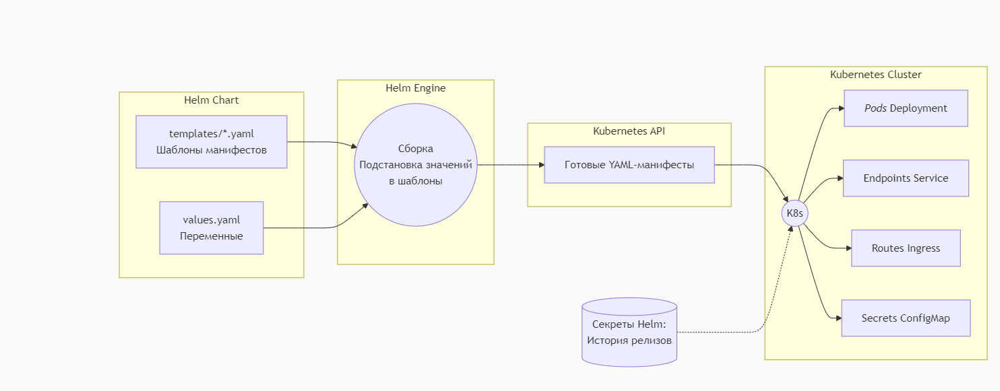 Helm Chart
templates/*.yaml
Шаблоны манифестов
values.yaml
Переменные
Helm Engine
Сборка
Подстановка значений
в шаблоны
Kubernetes API
Готовые YAML-манифесты
Kubernetes Cluster
K8s
Pods Deployment
Endpoints Service
Routes Ingress
Secrets ConfigMap
Секреты Helm:
История релизов